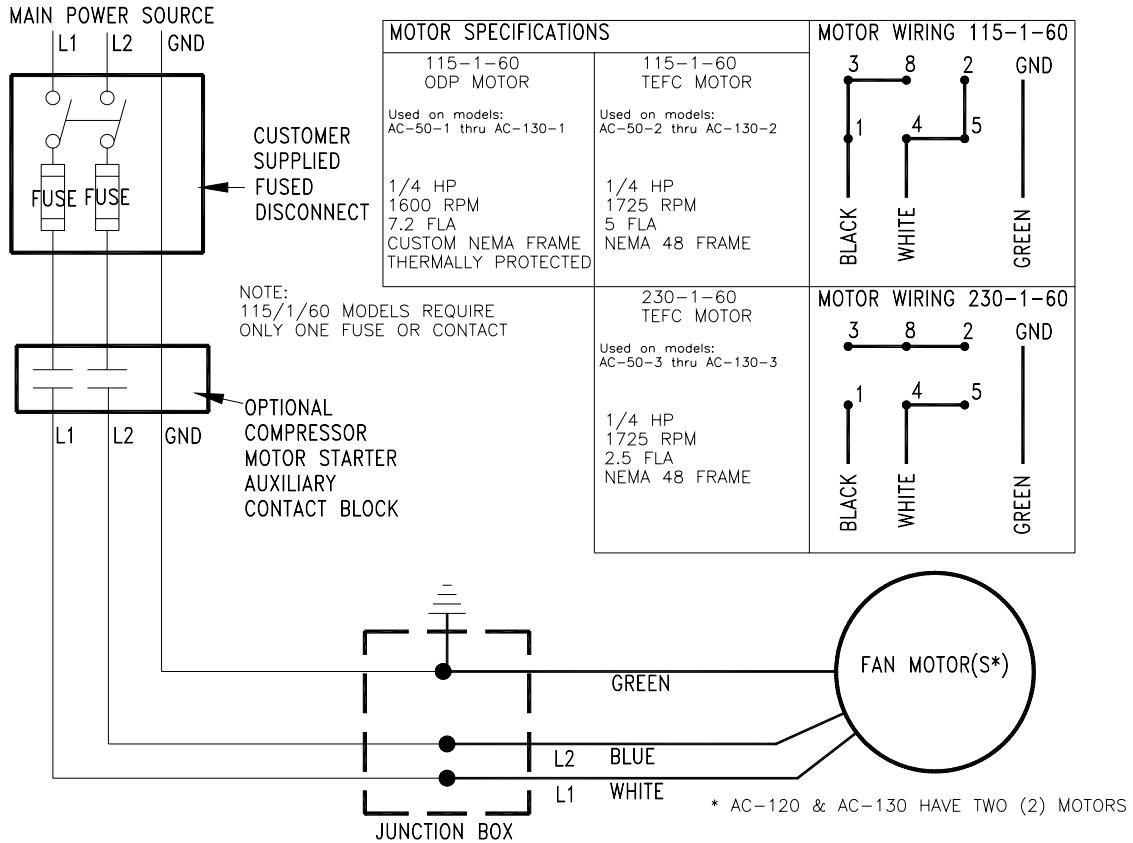 MAIN POWER SOURCE
L1 L2 GND
FUSE FUSE
CUSTOMER
SUPPLIED
FUSED
DISCONNECT
NOTE:
115/1/60 MODELS REQUIRE
ONLY ONE FUSE OR CONTACT
L1 L2 GND
OPTIONAL
COMPRESSOR
MOTOR STARTER
AUXILIARY
CONTACT BLOCK
MOTOR SPECIFICATIONS
115-1-60
ODP MOTOR
Used on models:
AC-50-1 thru AC-130-1
1/4 HP
1600 RPM
7.2 FLA
CUSTOM NEMA FRAME
THERMALLY PROTECTED
115-1-60
TEFC MOTOR
Used on models:
AC-50-2 thru AC-130-2
1/4 HP
1725 RPM
5 FLA
NEMA 48 FRAME
MOTOR WIRING 115-1-60
3 8 2 GND
1 4 5
BLACK WHITE GREEN
230-1-60
TEFC MOTOR
Used on models:
AC-50-3 thru AC-130-3
1/4 HP
1725 RPM
2.5 FLA
NEMA 48 FRAME
MOTOR WIRING 230-1-60
3 8 2 GND
1 4 5
BLACK WHITE GREEN
FAN MOTOR(S*)
GREEN
L2 BLUE
L1 WHITE
JUNCTION BOX
* AC-120 & AC-130 HAVE TWO (2) MOTORS